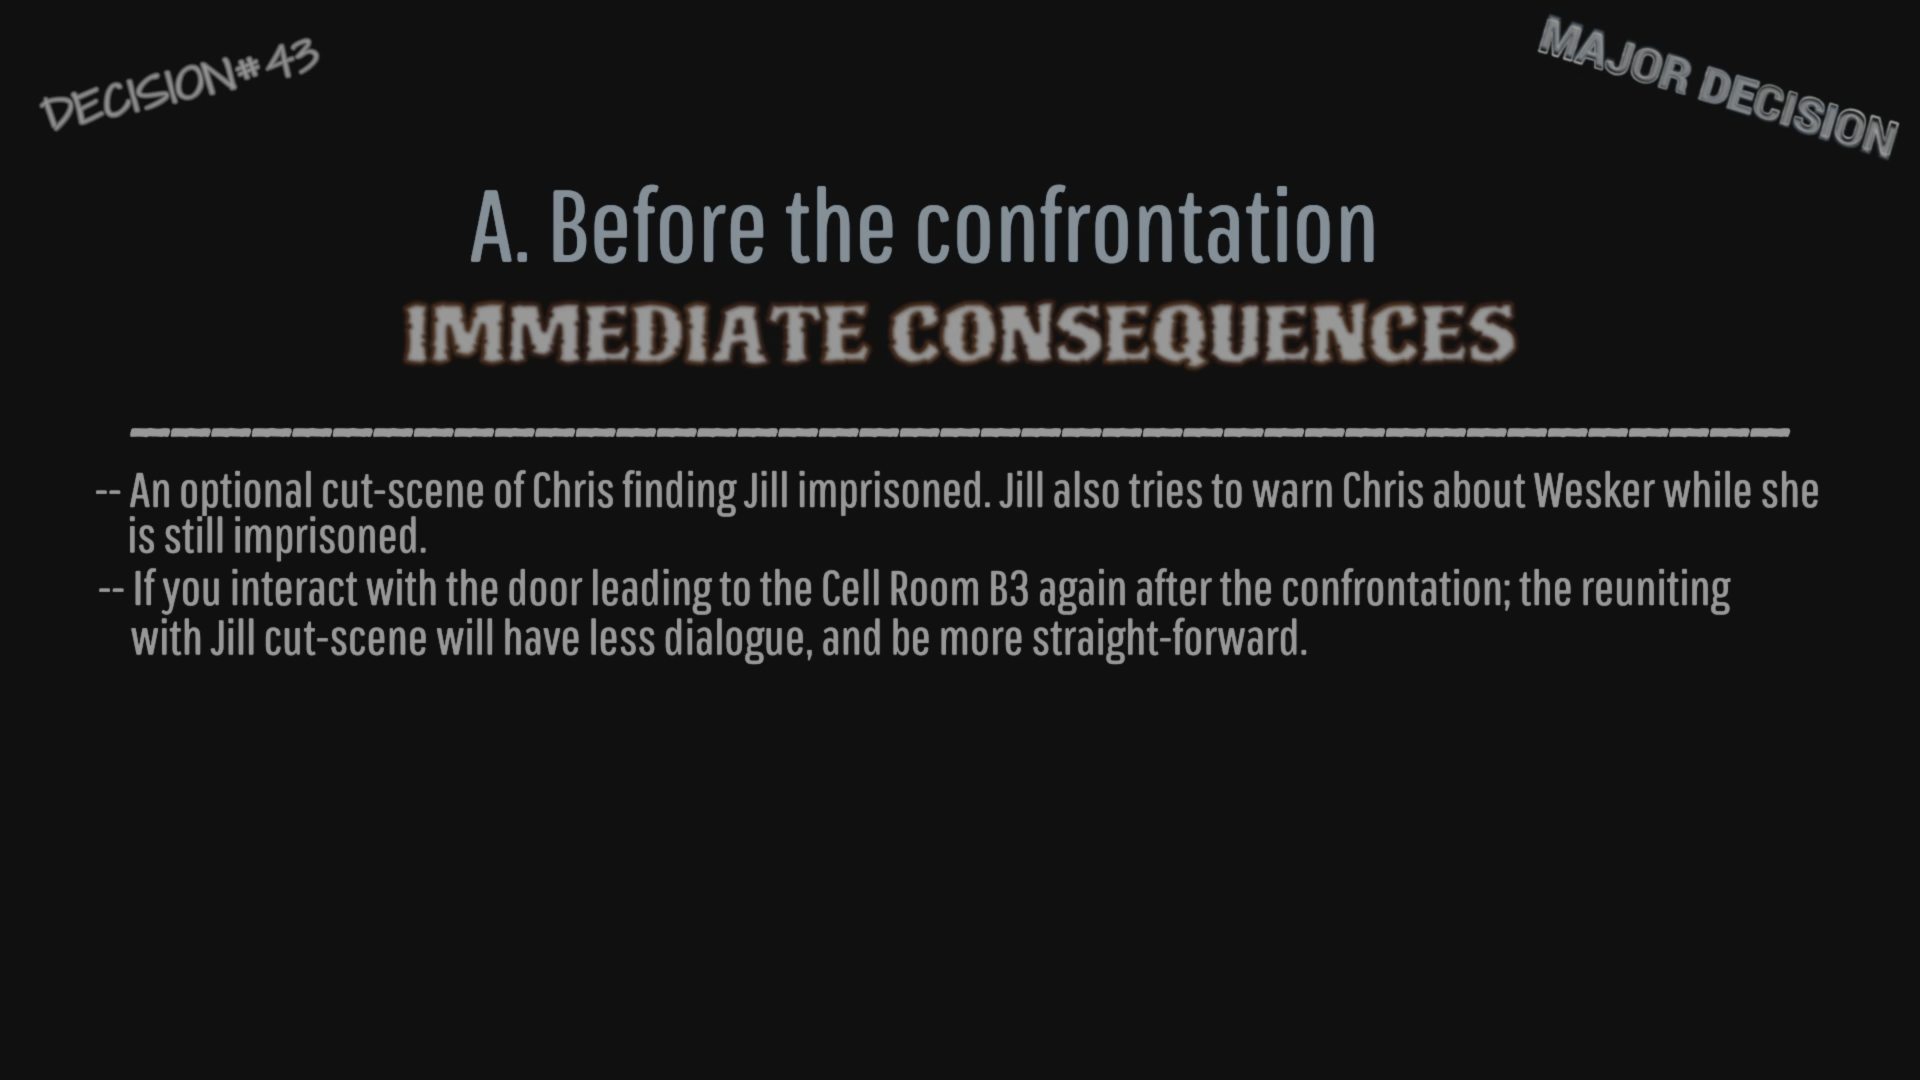 DECISION#43
MAJOR DECISION
A. Before the confrontation
IMMEDIATE CONSEQUENCES
-- An optional cut-scene of Chris finding Jill imprisoned. Jill also tries to warn Chris about Wesker while she
is still imprisoned.
-- If you interact with the door leading to the Cell Room B3 again after the confrontation; the reuniting
with Jill cut-scene will have less dialogue, and be more straight-forward.